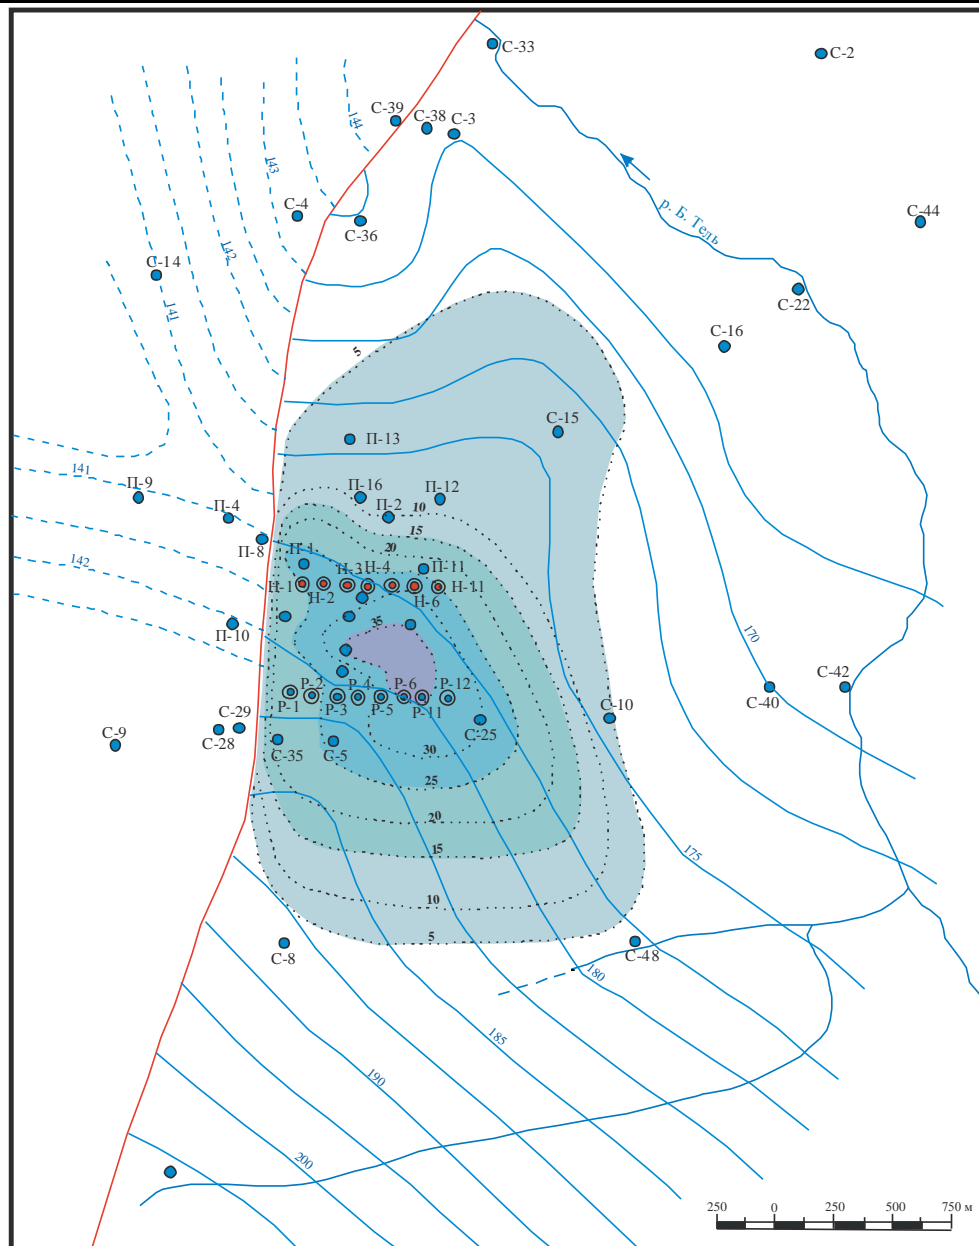 С-33
С-2
С-39
С-38
С-3
144
143
С-4
С-36
р. Б. Тель
С-44
142
С-14
141
С-22
С-16
5
С-15
П-13
141
П-9
П-16
П-12
10
П-4
П-2
15
П-8
20
142
П-1
Н-3
Н-4
П-11
Н-1
Н-2
Н-6
Н-11
35
170
П-10
С-42
Р-2
Р-4
Р-6
Р-12
Р-1
Р-3
Р-5
Р-11
С-40
С-10
С-29
С-9
С-28
С-35
С-5
С-25
30
25
20
15
175
10
5
С-8
С-48
180
185
190
200
250 0 250 500 750 м